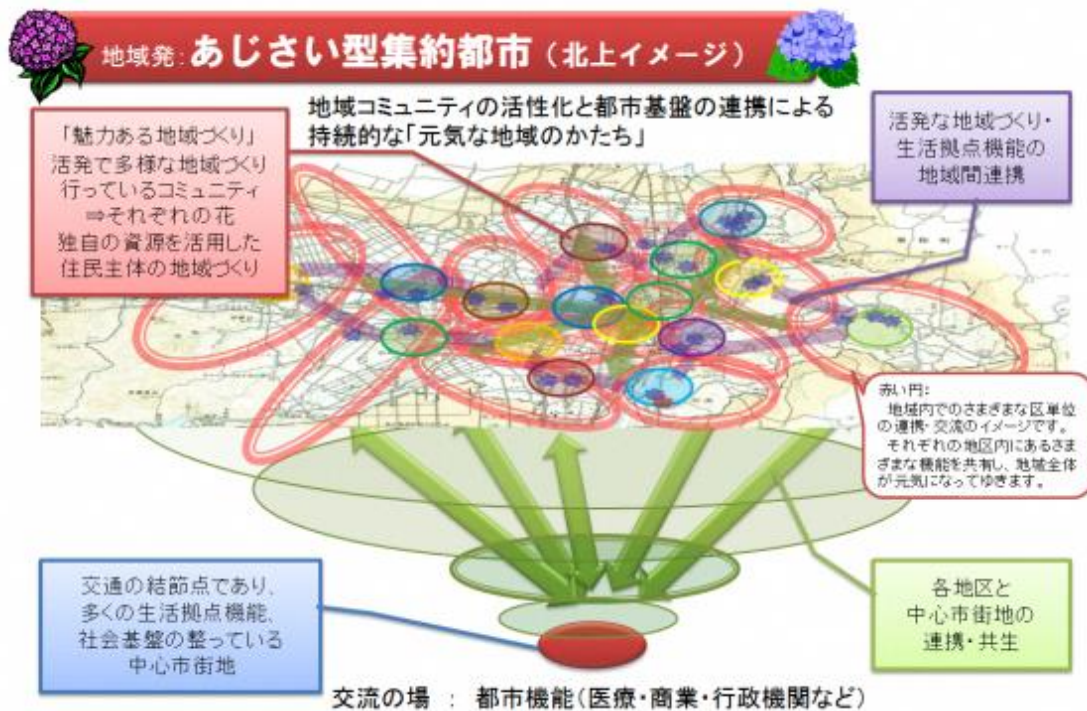 地域発：あじさい型集約都市（北上イメージ）
地域コミュニティの活性化と都市基盤の連携による
持続的な「元気な地域のかたち」
「魅力ある地域づくり」
活発で多様な地域づくり
行っているコミュニティ
⇒それぞれの花
独自の資源を活用した
住民主体の地域づくり
活発な地域づくり・
生活拠点機能の
地域間連携
赤い円：
地域内でのさまざまな区単位
の連携・交流のイメージです。
それぞれの地区内にあるさま
ざまな機能を共有し、地域全体
が元気になってゆきます。
交通の結節点であり、
多くの生活拠点機能、
社会基盤の整っている
中心市街地
各地区と
中心市街地の
連携・共生
交流の場 ： 都市機能（医療・商業・行政機関など）